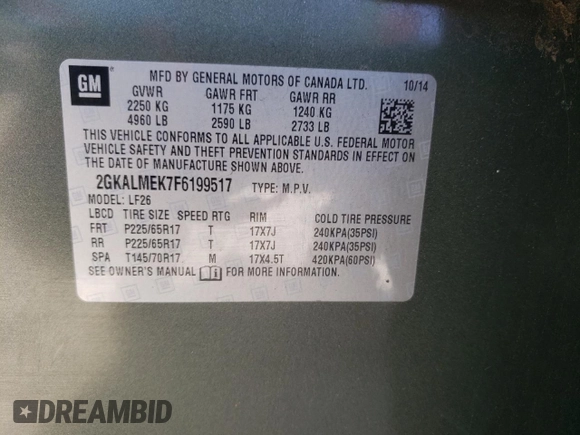 GM
MFD BY GENERAL MOTORS OF CANADA LTD. 10/14
GVWR GAWR FRT GAWR RR
2250 KG 1175 KG 1240 KG
4960 LB 2590 LB 2733 LB
THIS VEHICLE CONFORMS TO ALL APPLICABLE U.S. FEDERAL MOTOR
VEHICLE SAFETY AND THEFT PREVENTION STANDARDS IN EFFECT ON
THE DATE OF MANUFACTURE SHOWN ABOVE.
2GKALMEK7F6199517 TYPE: M.P.V.
MODEL: LF26
LBCD TIRE SIZE SPEED RTG RIM COLD TIRE PRESSURE
FRT P225/65R17 T 17X7J 240KPA(35PSI)
RR P225/65R17 T 17X7J 240KPA(35PSI)
SPA T145/70R17 M 17X4.5T 420KPA(60PSI)
SEE OWNER'S MANUAL FOR MORE INFORMATION.
DREAMBID